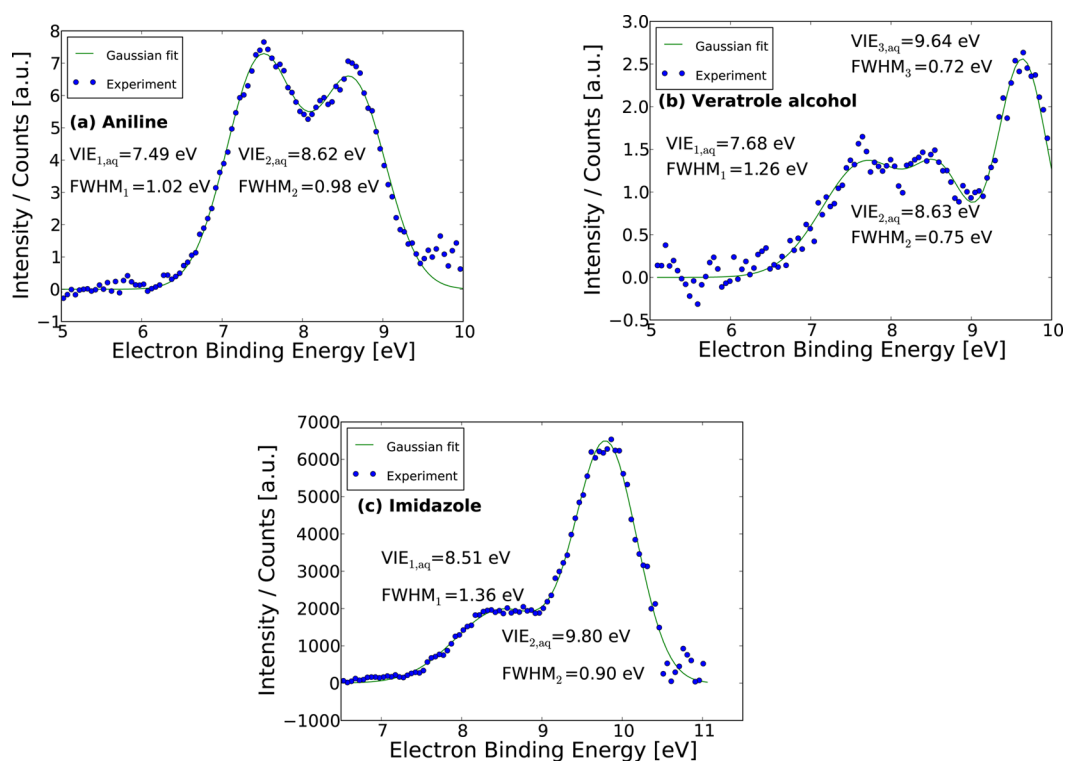 8
7
6
5
4
3
2
1
0
−1
5
6
7
8
9
10
Intensity / Counts [a.u.]
Electron Binding Energy [eV]
Gaussian fit
Experiment
(a) Aniline
VIE1,aq=7.49 eV
FWHM1=1.02 eV
VIE2,aq=8.62 eV
FWHM2=0.98 eV
3.0
2.5
2.0
1.5
1.0
0.5
0.0
−0.5
5
6
7
8
9
10
Intensity / Counts [a.u.]
Electron Binding Energy [eV]
Gaussian fit
Experiment
VIE3,aq=9.64 eV
FWHM3=0.72 eV
(b) Veratrole alcohol
VIE1,aq=7.68 eV
FWHM1=1.26 eV
VIE2,aq=8.63 eV
FWHM2=0.75 eV
7000
6000
5000
4000
3000
2000
1000
0
−1000
7
8
9
10
11
Intensity / Counts [a.u.]
Electron Binding Energy [eV]
Gaussian fit
Experiment
(c) Imidazole
VIE1,aq=8.51 eV
FWHM1=1.36 eV
VIE2,aq=9.80 eV
FWHM2=0.90 eV